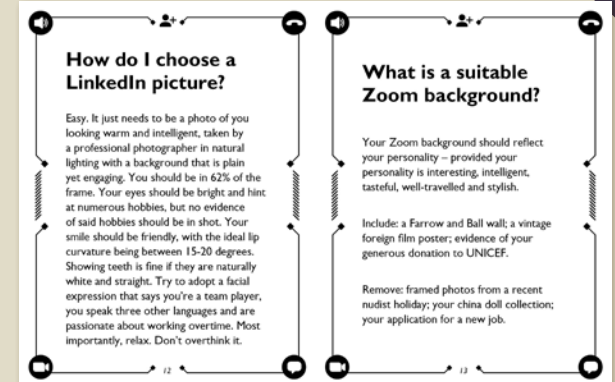 How do I choose a
LinkedIn picture?
Easy. It just needs to be a photo of you
looking warm and intelligent, taken by
a professional photographer in natural
lighting with a background that is plain
yet engaging. You should be in 62% of the
frame. Your eyes should be bright and hint
at numerous hobbies, but no evidence
of said hobbies should be in shot. Your
smile should be friendly, with the ideal lip
curvature being between 15-20 degrees.
Showing teeth is fine if they are naturally
white and straight. Try to adopt a facial
expression that says you're a team player,
you speak three other languages and are
passionate about working overtime. Most
importantly, relax. Don't overthink it.
12
What is a suitable
Zoom background?
Your Zoom background should reflect
your personality – provided your
personality is interesting, intelligent,
tasteful, well-travelled and stylish.
Include: a Farrow and Ball wall; a vintage
foreign film poster; evidence of your
generous donation to UNICEF.
Remove: framed photos from a recent
nudist holiday; your china doll collection;
your application for a new job.
13